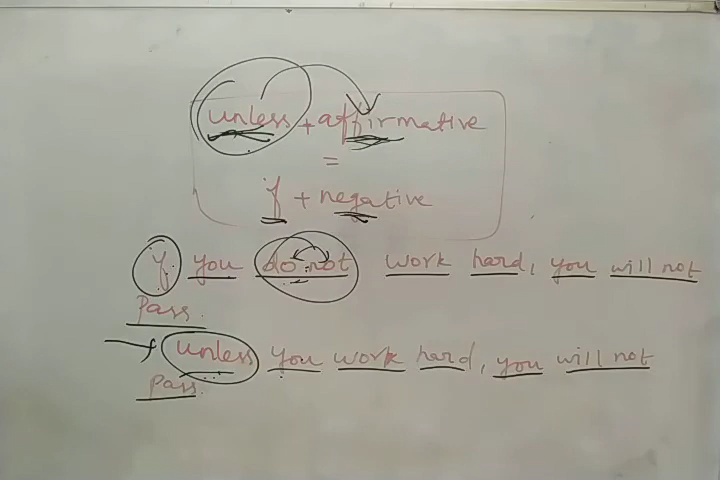 unless + affirmative
=
if + negative
If you do not work hard, you will not
pass.
unless you work hard, you will not
pass.